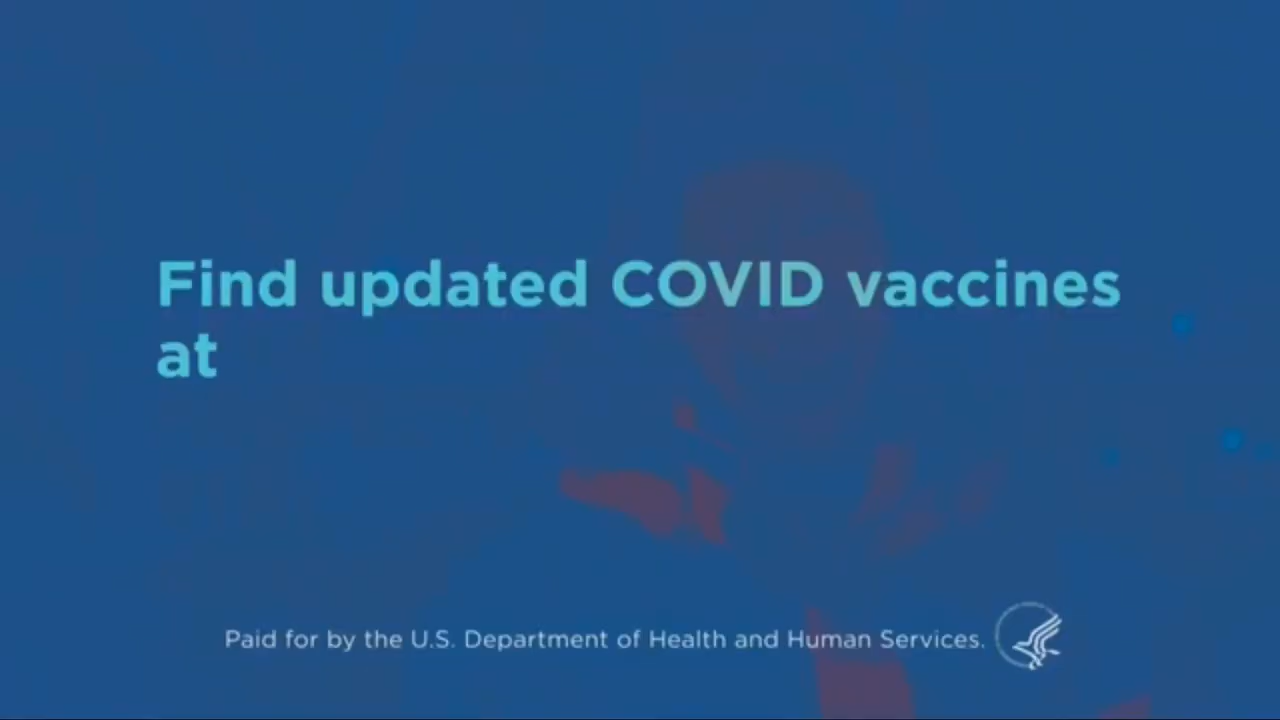 Find updated COVID vaccines
at
Paid for by the U.S. Department of Health and Human Services.